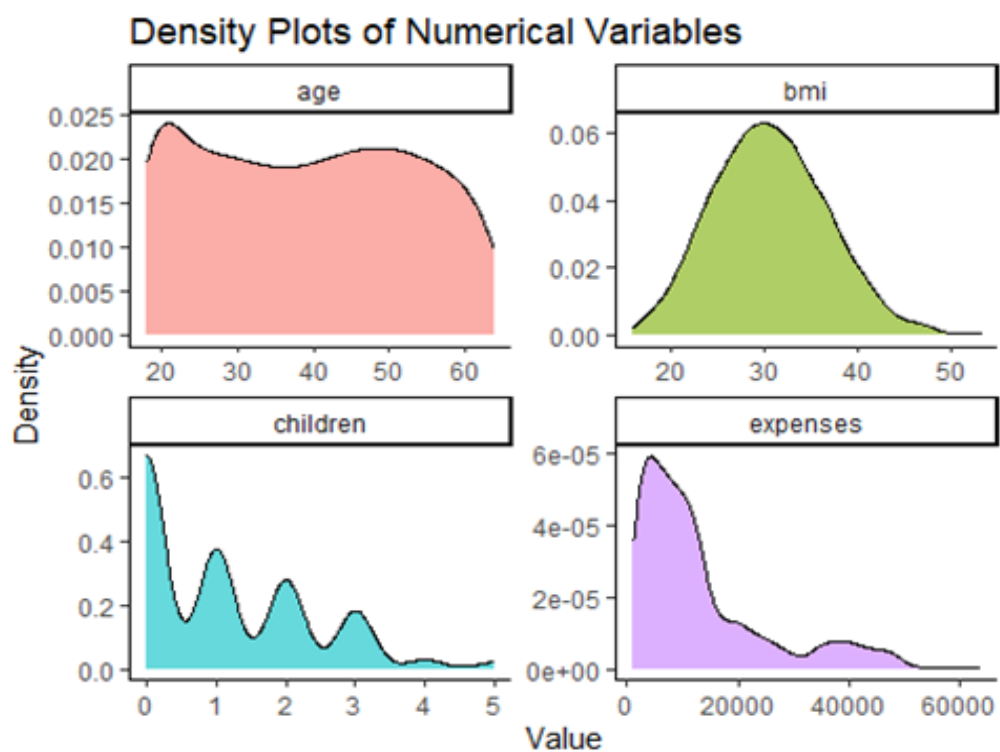 Density Plots of Numerical Variables
age
bmi
0.025
0.020
0.015
0.010
0.005
0.000
20 30 40 50 60
0.06
0.04
0.02
0.00
20 30 40 50
Density
children
expenses
0.6
0.4
0.2
0.0
0 1 2 3 4 5
6e-05
4e-05
2e-05
0e+00
0 20000 40000 60000
Value